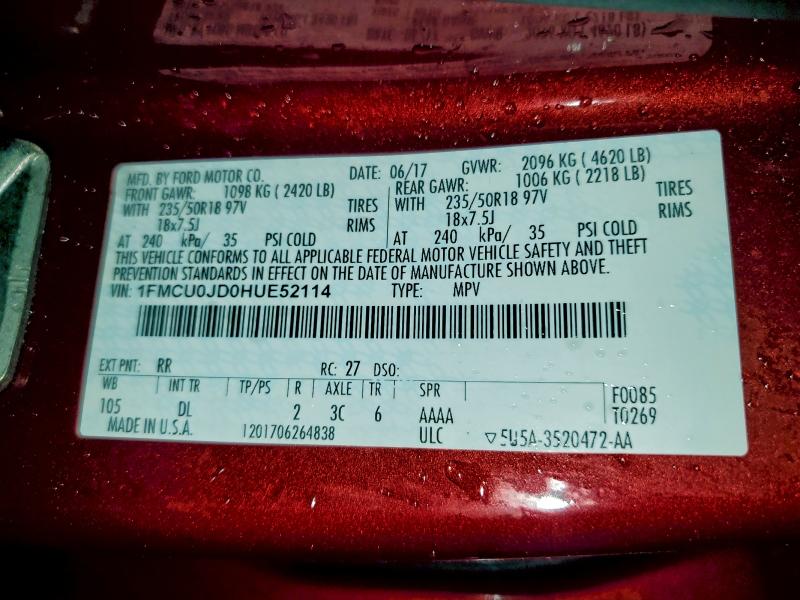 MFD. BY FORD MOTOR CO. DATE: 06/17 GVWR: 2096 KG ( 4620 LB)
FRONT GAWR: 1098 KG ( 2420 LB) REAR GAWR: 1006 KG ( 2218 LB)
WITH 235/50R18 97V TIRES WITH 235/50R18 97V TIRES
18x7.5J RIMS 18x7.5J RIMS
AT 240 kPa/ 35 PSI COLD AT 240 kPa/ 35 PSI COLD
THIS VEHICLE CONFORMS TO ALL APPLICABLE FEDERAL MOTOR VEHICLE SAFETY AND THEFT
PREVENTION STANDARDS IN EFFECT ON THE DATE OF MANUFACTURE SHOWN ABOVE.
VIN: 1FMCU0JD0HUE52114 TYPE: MPV
EXT PNT: RR RC: 27 DSO:
WB INT TR TP/PS R AXLE TR SPR F0085
105 DL 2 3C 6 AAAA T0269
MADE IN U.S.A. 1201706264838 ULC ▽5U5A-3520472-AA